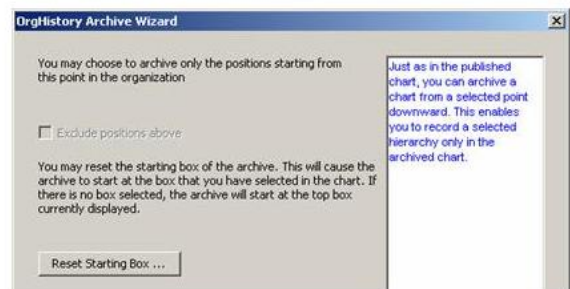 OrgHistory Archive Wizard
You may choose to archive only the positions starting from
this point in the organization
Exclude positions above
You may reset the starting box of the archive. This will cause the
archive to start at the box that you have selected in the chart. If
there is no box selected, the archive will start at the top box
currently displayed.
Reset Starting Box ...
Just as in the published
chart, you can archive a
chart from a selected point
downward. This enables
you to record a selected
hierarchy only in the
archived chart.